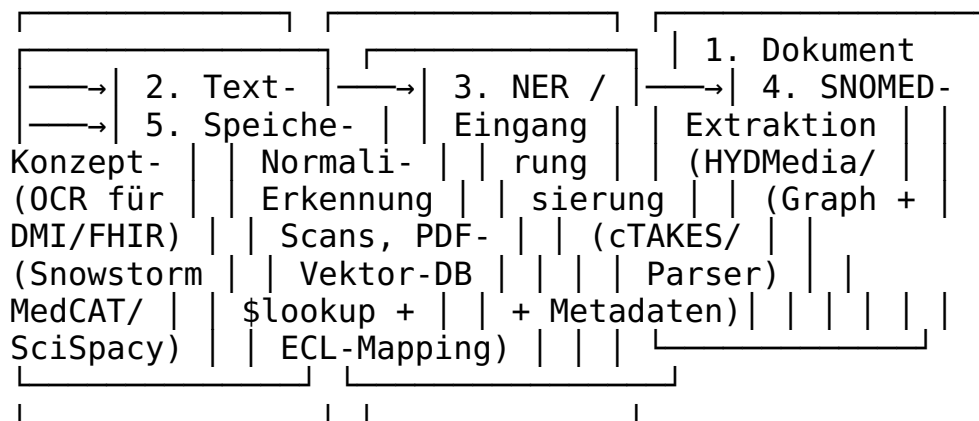 ┌───────────────┐ ┌────────────────┐ ┌─────────────────
┌─────────────────┐ ┌───────────────┐ │ 1. Dokument
│───→│ 2. Text- │───→│ 3. NER / │───→│ 4. SNOMED-
│───→│ 5. Speiche- │ │ Eingang │ │ Extraktion │ │
Konzept- │ │ Normali- │ │ rung │ │ (HYDMedia/ │ │
(OCR für │ │ Erkennung │ │ sierung │ │ (Graph + │
DMI/FHIR) │ │ Scans, PDF- │ │ (cTAKES/ │ │
(Snowstorm │ │ Vektor-DB │ │ │ │ Parser) │ │
MedCAT/ │ │ $lookup + │ │ + Metadaten)│ │ │ │ │ │
SciSpacy) │ │ ECL-Mapping) │ │ │ └──────────────┘
└────────────────┘ └──────────────────┘